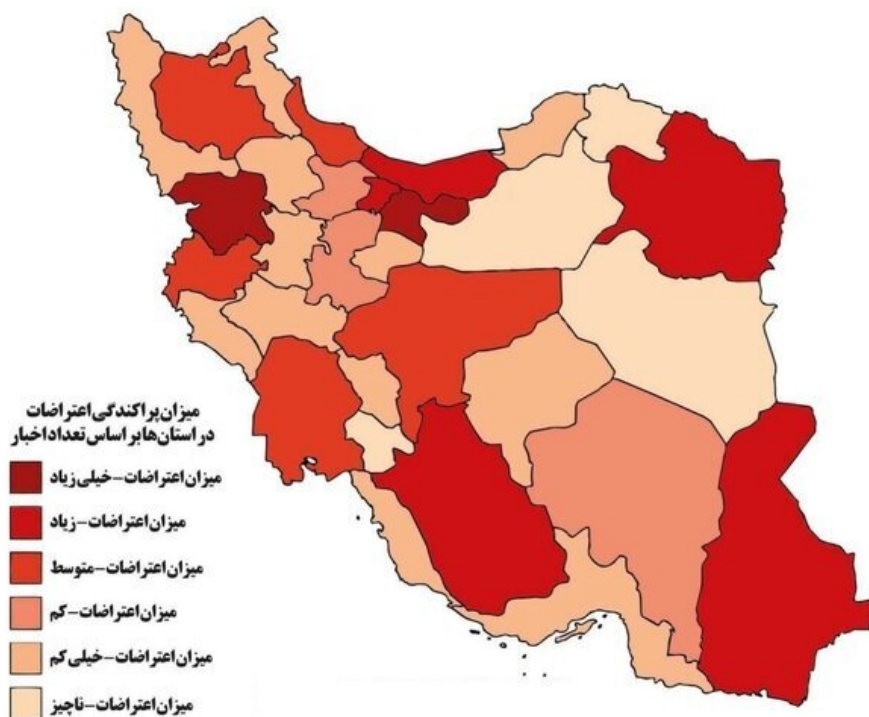 میزان پراکندگی اعتراضات
در استان‌ها بر اساس تعداد اخبار
میزان اعتراضات-خیلی زیاد
میزان اعتراضات-زیاد
میزان اعتراضات-متوسط
میزان اعتراضات-کم
میزان اعتراضات-خیلی کم
میزان اعتراضات-ناچیز